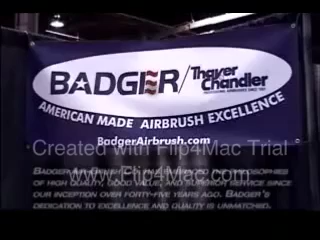 BADGER/Thayer Chandler
AMERICAN MADE AIRBRUSH EXCELLENCE
BadgerAirbrush.com
Created with Flip4Mac Trial
www.Flip4Mac.com
OF HIGH QUALITY, GOOD VALUE, AND SUPERIOR SERVICE SINCE
OUR INCEPTION OVER FORTY-FIVE YEARS AGO. BADGER'S
DEDICATION TO EXCELLENCE AND QUALITY IS UNMATCHED.